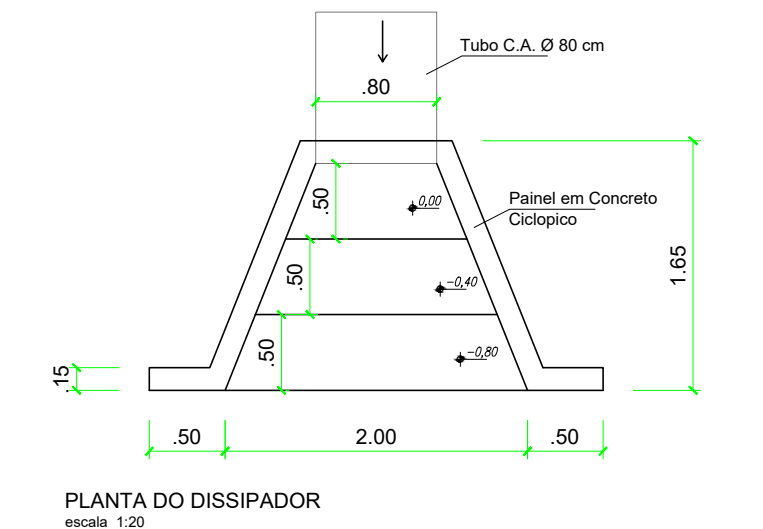 Tubo C.A. Ø 80 cm
.80
.50
0,00
Painel em Concreto
Ciclopico
.50
-0,40
1.65
.50
-0,80
.15
.50
2.00
.50
PLANTA DO DISSIPADOR
escala 1:20